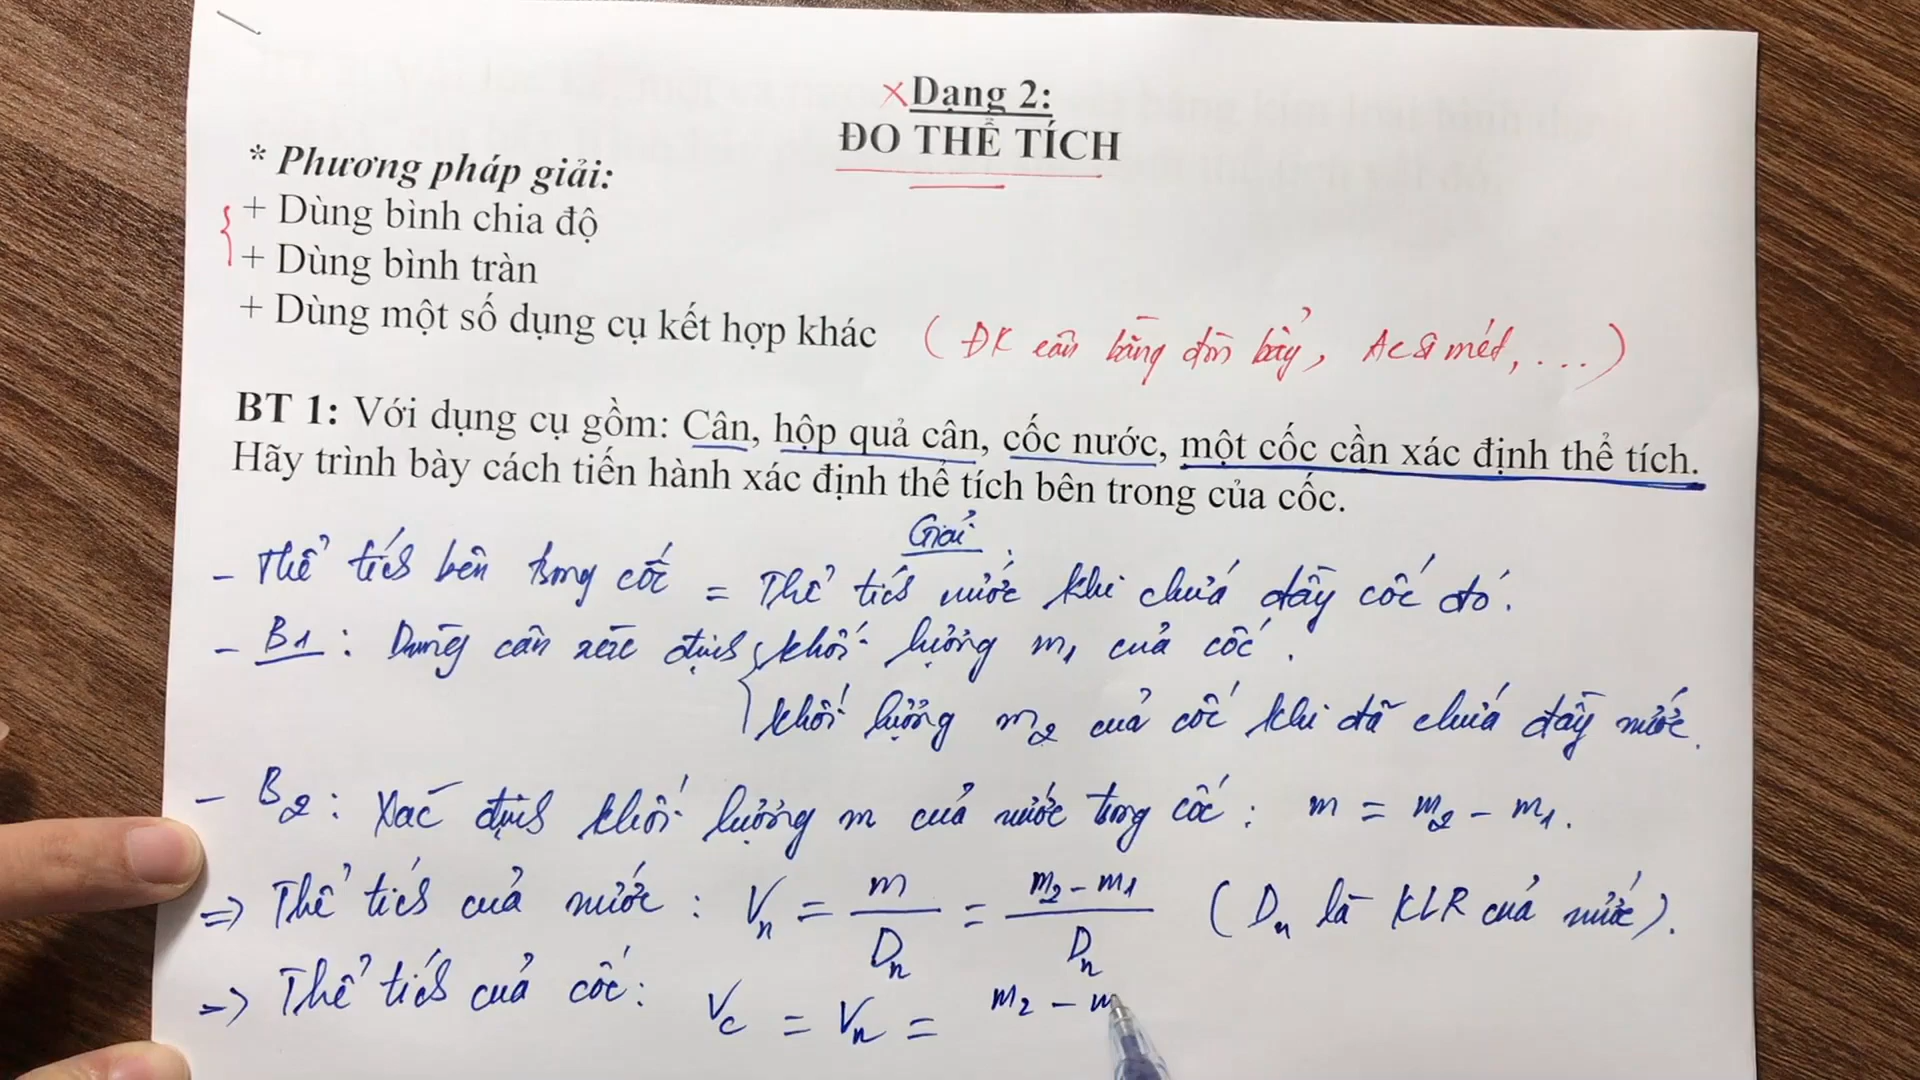 ×Dạng 2:
ĐO THỂ TÍCH
* Phương pháp giải:
+ Dùng bình chia độ
+ Dùng bình tràn
+ Dùng một số dụng cụ kết hợp khác (ĐK cân bằng đòn bẩy, Acsimét, ...)
BT 1: Với dụng cụ gồm: Cân, hộp quả cân, cốc nước, một cốc cần xác định thể tích.
Hãy trình bày cách tiến hành xác định thể tích bên trong của cốc.
Giải:
- Thể tích bên trong cốc = Thể tích nước khi chứa đầy cốc đó.
- B1: Dùng cân xác định { khối lượng m₁ của cốc.
khối lượng m₂ của cốc khi đã chứa đầy nước.
- B2: Xác định khối lượng m của nước trong cốc: m = m₂ - m₁.
=> Thể tích của nước: Vₙ = m / Dₙ = (m₂ - m₁) / Dₙ (Dₙ là KLR của nước).
=> Thể tích của cốc: V_c = Vₙ = m₂ - m